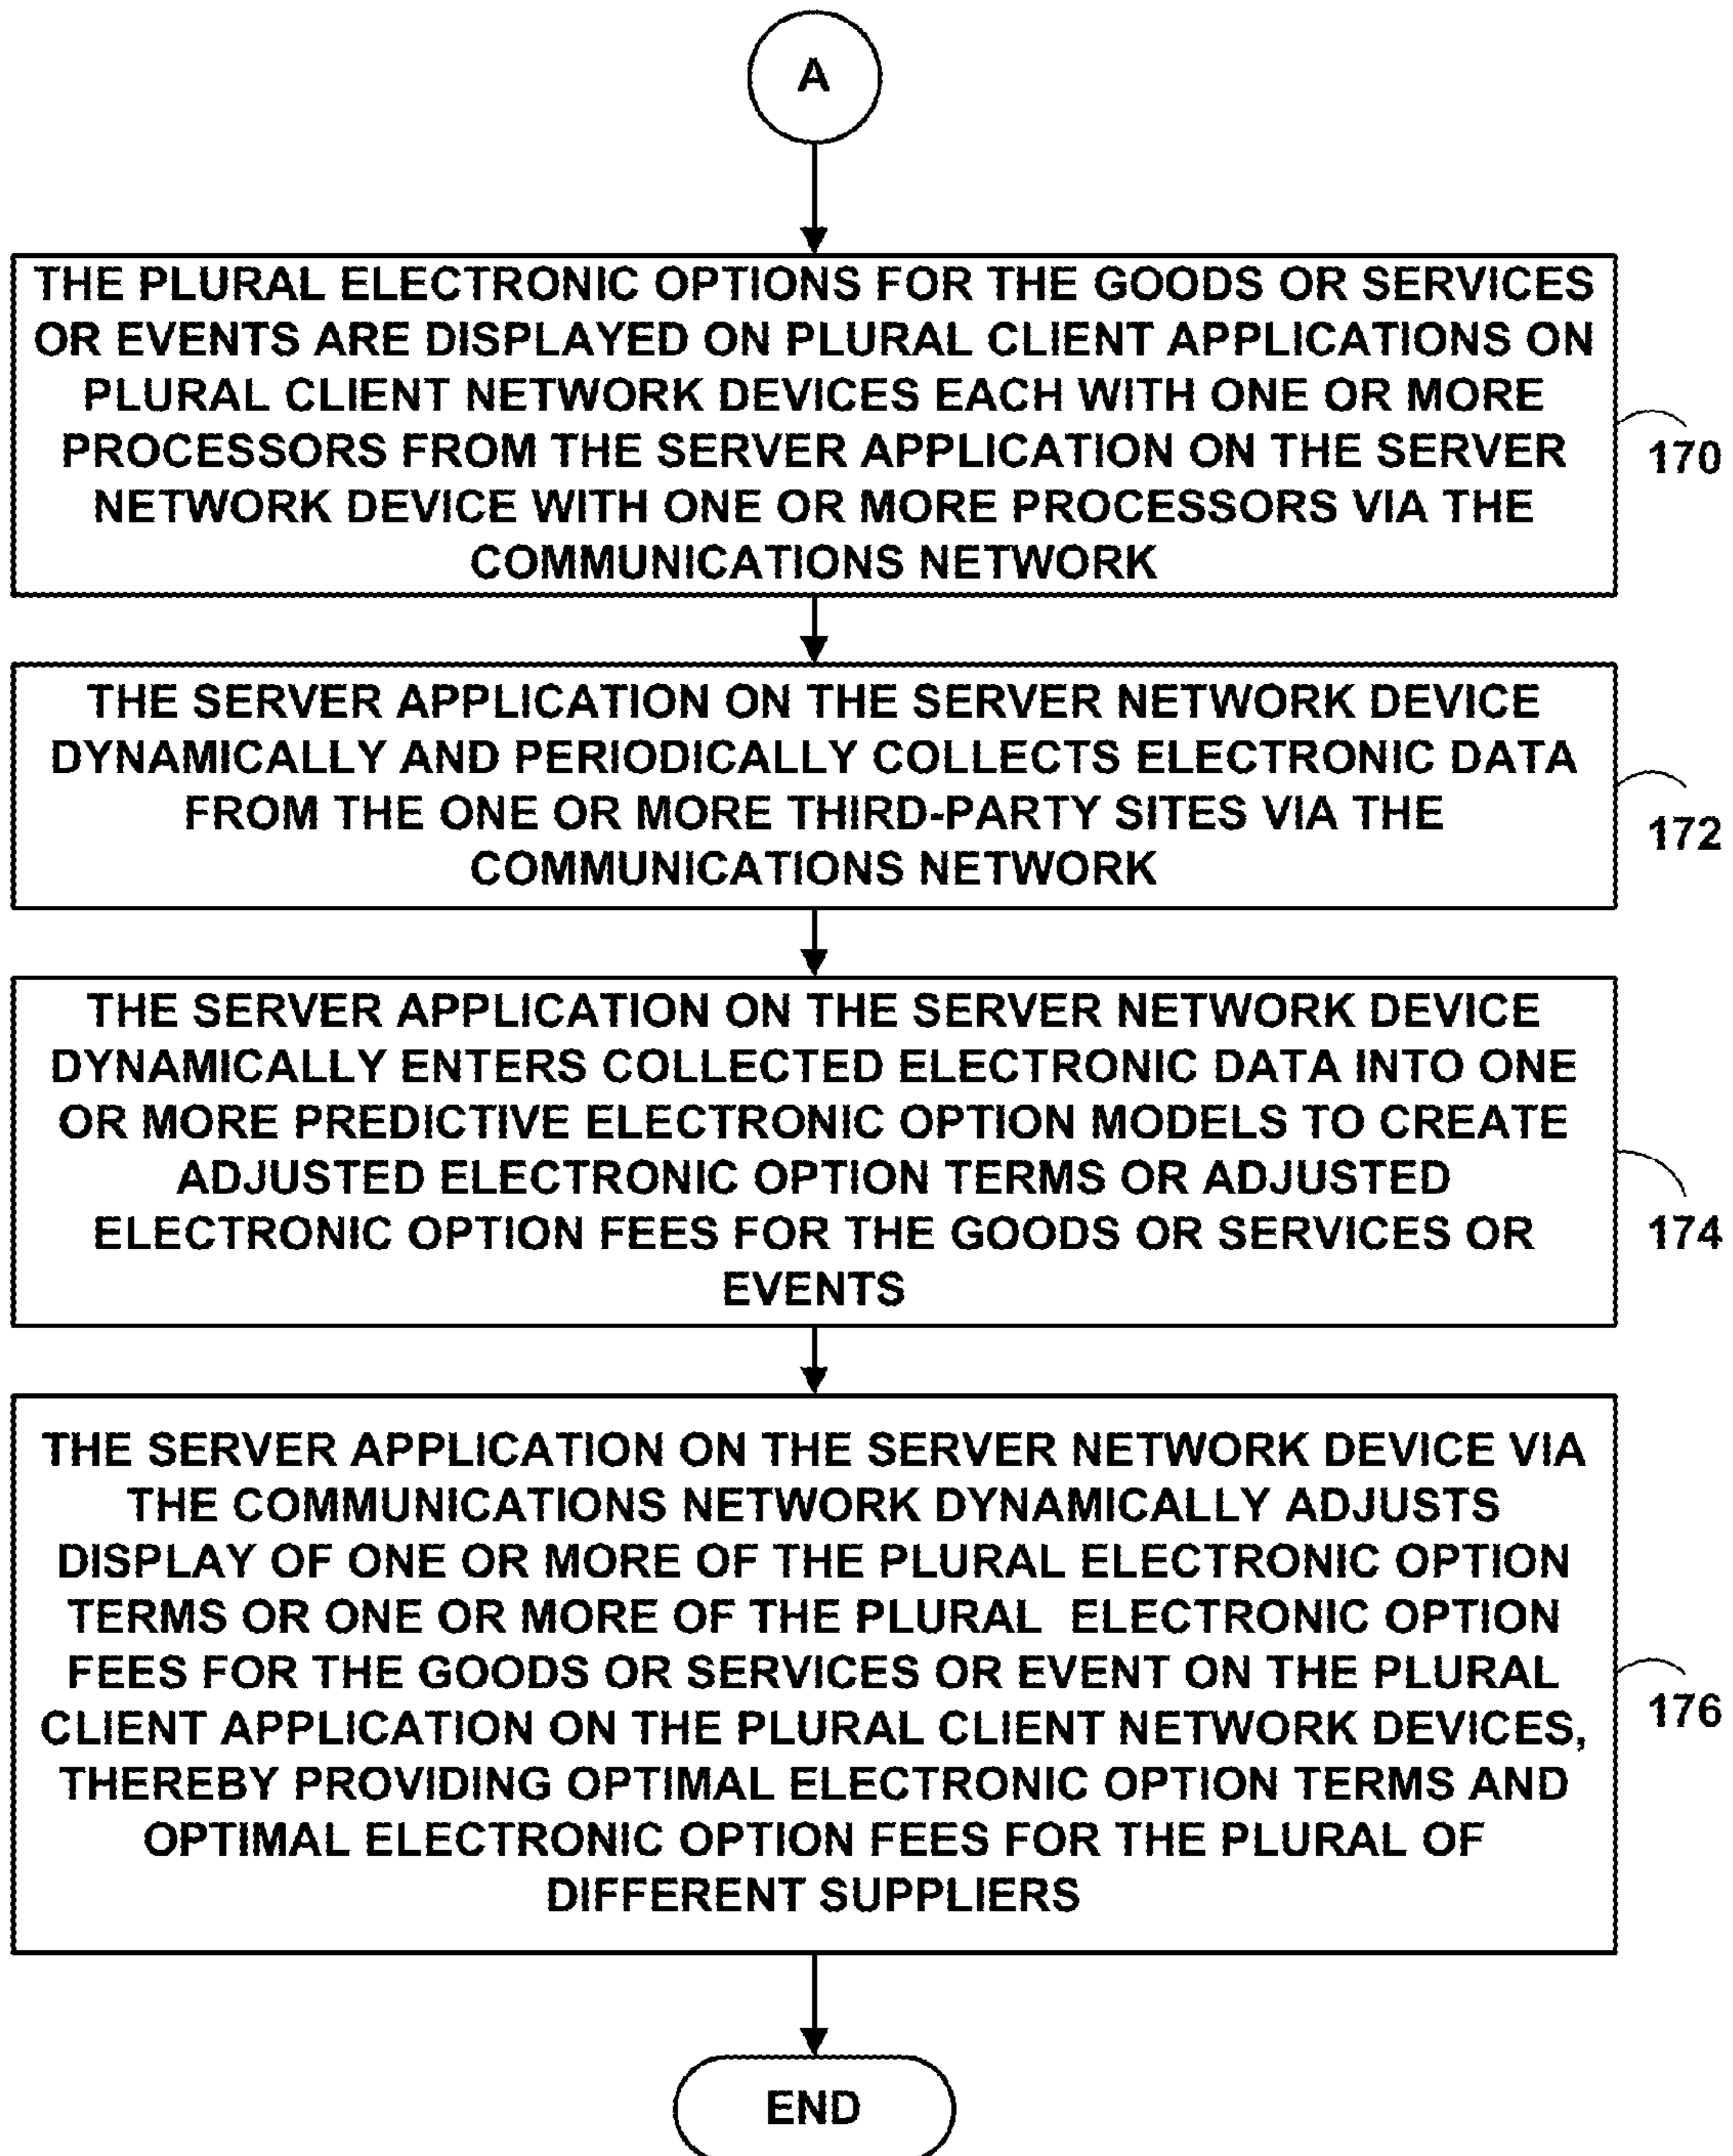 A
THE PLURAL ELECTRONIC OPTIONS FOR THE GOODS OR SERVICES
OR EVENTS ARE DISPLAYED ON PLURAL CLIENT APPLICATIONS ON
PLURAL CLIENT NETWORK DEVICES EACH WITH ONE OR MORE
PROCESSORS FROM THE SERVER APPLICATION ON THE SERVER
NETWORK DEVICE WITH ONE OR MORE PROCESSORS VIA THE
COMMUNICATIONS NETWORK
170
THE SERVER APPLICATION ON THE SERVER NETWORK DEVICE
DYNAMICALLY AND PERIODICALLY COLLECTS ELECTRONIC DATA
FROM THE ONE OR MORE THIRD-PARTY SITES VIA THE
COMMUNICATIONS NETWORK
172
THE SERVER APPLICATION ON THE SERVER NETWORK DEVICE
DYNAMICALLY ENTERS COLLECTED ELECTRONIC DATA INTO ONE
OR MORE PREDICTIVE ELECTRONIC OPTION MODELS TO CREATE
ADJUSTED ELECTRONIC OPTION TERMS OR ADJUSTED
ELECTRONIC OPTION FEES FOR THE GOODS OR SERVICES OR
EVENTS
174
THE SERVER APPLICATION ON THE SERVER NETWORK DEVICE VIA
THE COMMUNICATIONS NETWORK DYNAMICALLY ADJUSTS
DISPLAY OF ONE OR MORE OF THE PLURAL ELECTRONIC OPTION
TERMS OR ONE OR MORE OF THE PLURAL ELECTRONIC OPTION
FEES FOR THE GOODS OR SERVICES OR EVENT ON THE PLURAL
CLIENT APPLICATION ON THE PLURAL CLIENT NETWORK DEVICES,
THEREBY PROVIDING OPTIMAL ELECTRONIC OPTION TERMS AND
OPTIMAL ELECTRONIC OPTION FEES FOR THE PLURAL OF
DIFFERENT SUPPLIERS
176
END